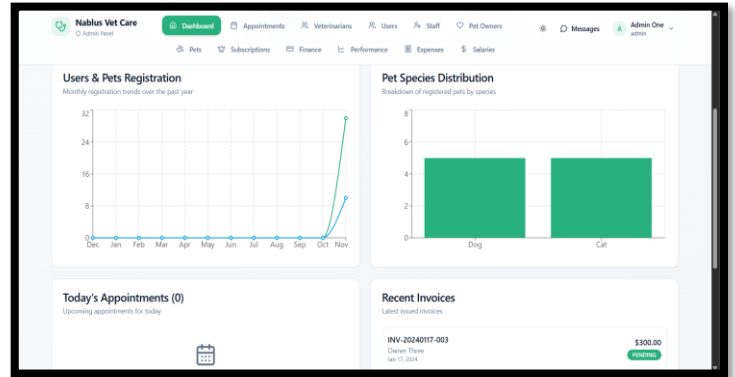 Nablus Vet Care
Admin Panel
Dashboard
Appointments
Veterinarians
Users
Staff
Pet Owners
Messages
A
Admin One
admin
Pets
Subscriptions
Finance
Performance
Expenses
Salaries
Users & Pets Registration
Monthly registration trends over the past year
32
24
16
8
0
Dec Jan Feb Mar Apr May Jun Jul Aug Sep Oct Nov
Pet Species Distribution
Breakdown of registered pets by species
8
6
4
2
0
Dog Cat
Today's Appointments (0)
Upcoming appointments for today
Recent Invoices
Latest issued invoices
INV-20240117-003
Owner Three
Jan 17, 2024
$300.00
PENDING